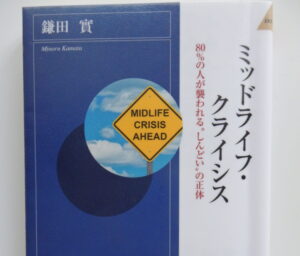 鎌田 實
Minoru Kamata
MIDLIFE
CRISIS
AHEAD
ミッドライフ・
クライシス
80%の人が襲われる“しんどい”の正体